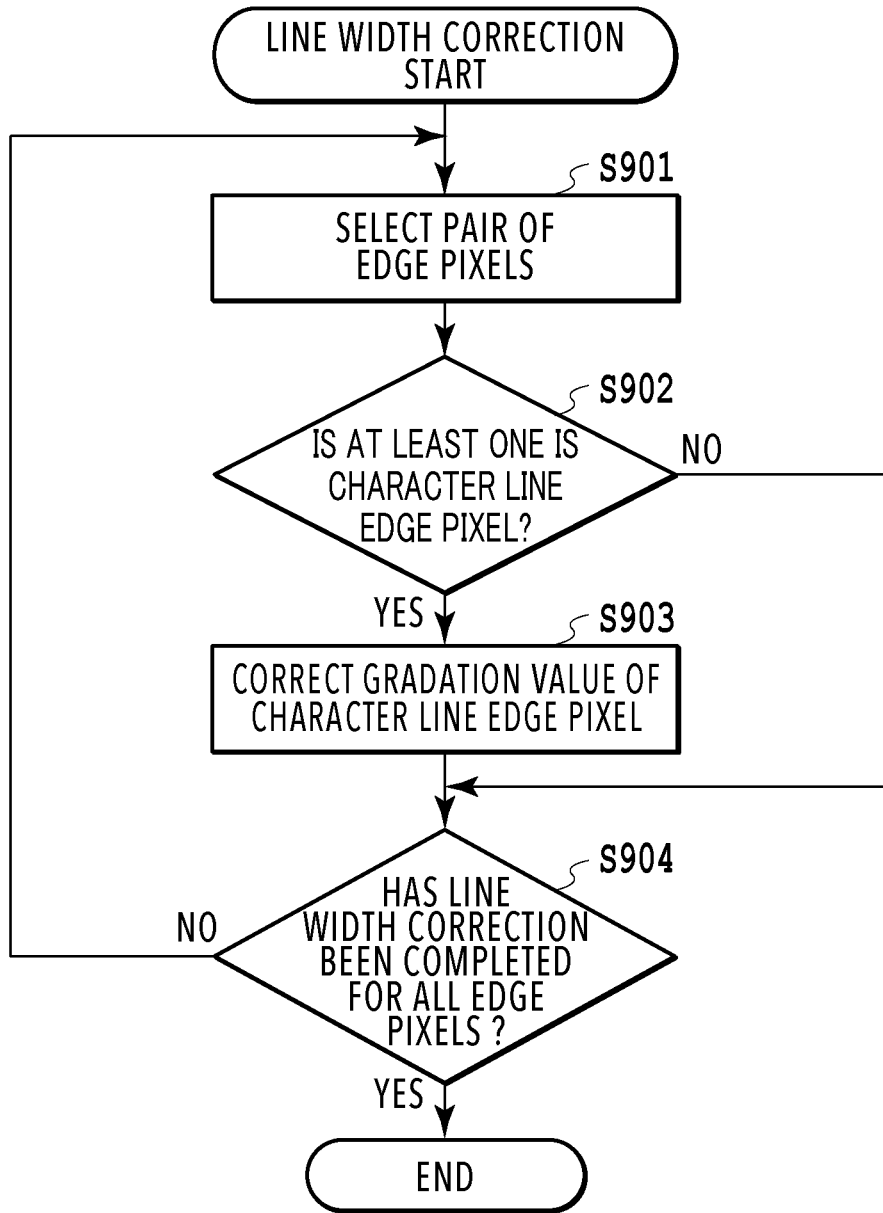 LINE WIDTH CORRECTION
START
S901
SELECT PAIR OF
EDGE PIXELS
S902
IS AT LEAST ONE IS
CHARACTER LINE
EDGE PIXEL?
NO
YES
S903
CORRECT GRADATION VALUE OF
CHARACTER LINE EDGE PIXEL
S904
HAS LINE
WIDTH CORRECTION
BEEN COMPLETED
FOR ALL EDGE
PIXELS ?
NO
YES
END